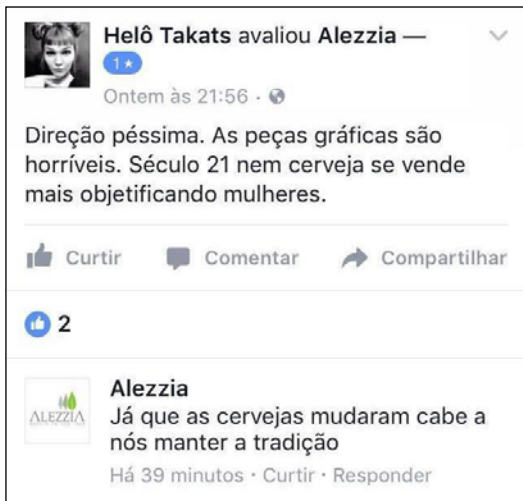 Helô Takats avaliou Alezzia —
1★
Ontem às 21:56 ·
Direção péssima. As peças gráficas são
horríveis. Século 21 nem cerveja se vende
mais objetificando mulheres.
Curtir Comentar Compartilhar
2
ALEZZIA
Alezzia
Já que as cervejas mudaram cabe a
nós manter a tradição
Há 39 minutos · Curtir · Responder